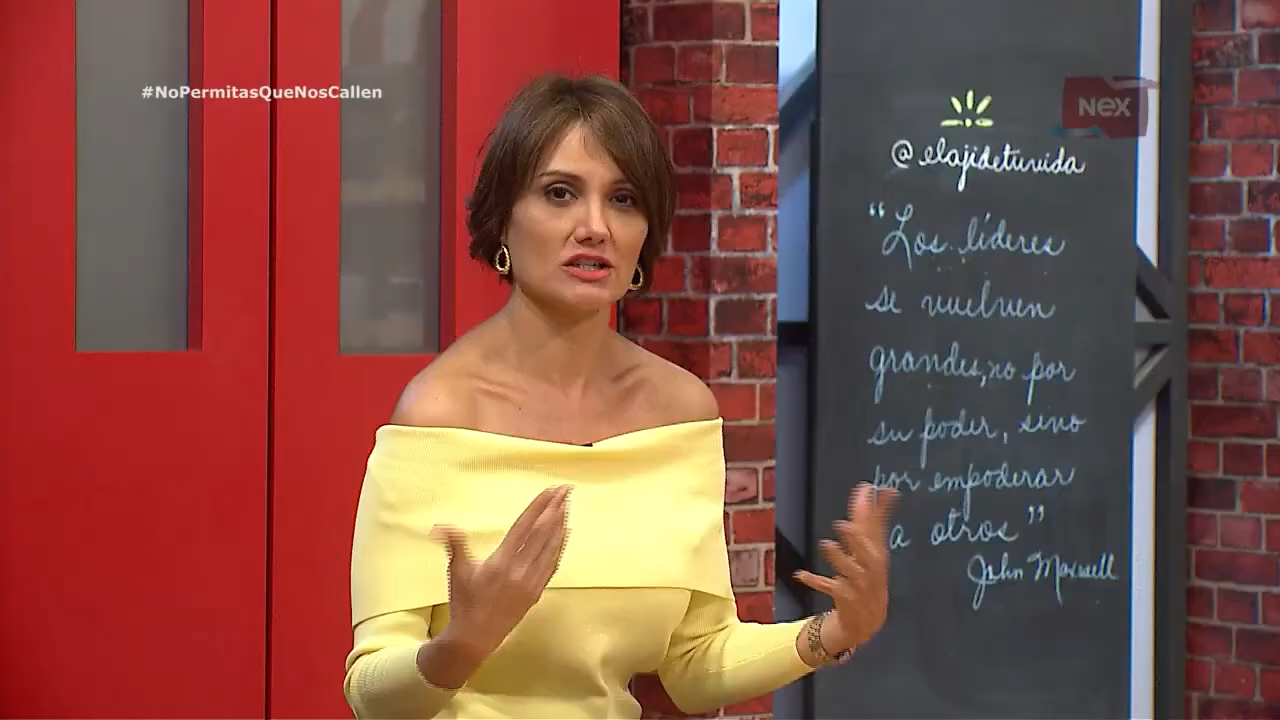 #NoPermitasQueNosCallen
NEX
@elajidetuvida
“Los líderes
se vuelven
grandes, no por
su poder, sino
por empoderar
a otros”
John Maxwell